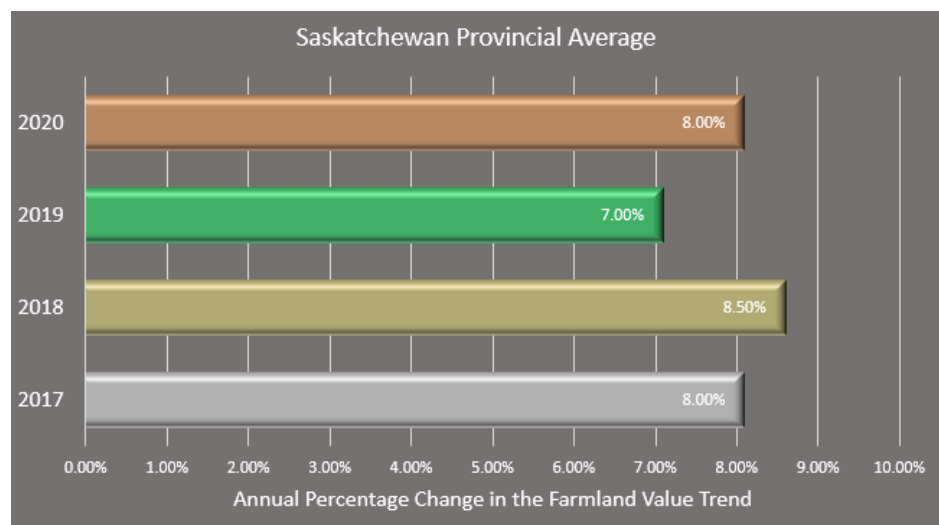 Saskatchewan Provincial Average
2020
8.00%
2019
7.00%
2018
8.50%
2017
8.00%
0.00% 1.00% 2.00% 3.00% 4.00% 5.00% 6.00% 7.00% 8.00% 9.00% 10.00%
Annual Percentage Change in the Farmland Value Trend